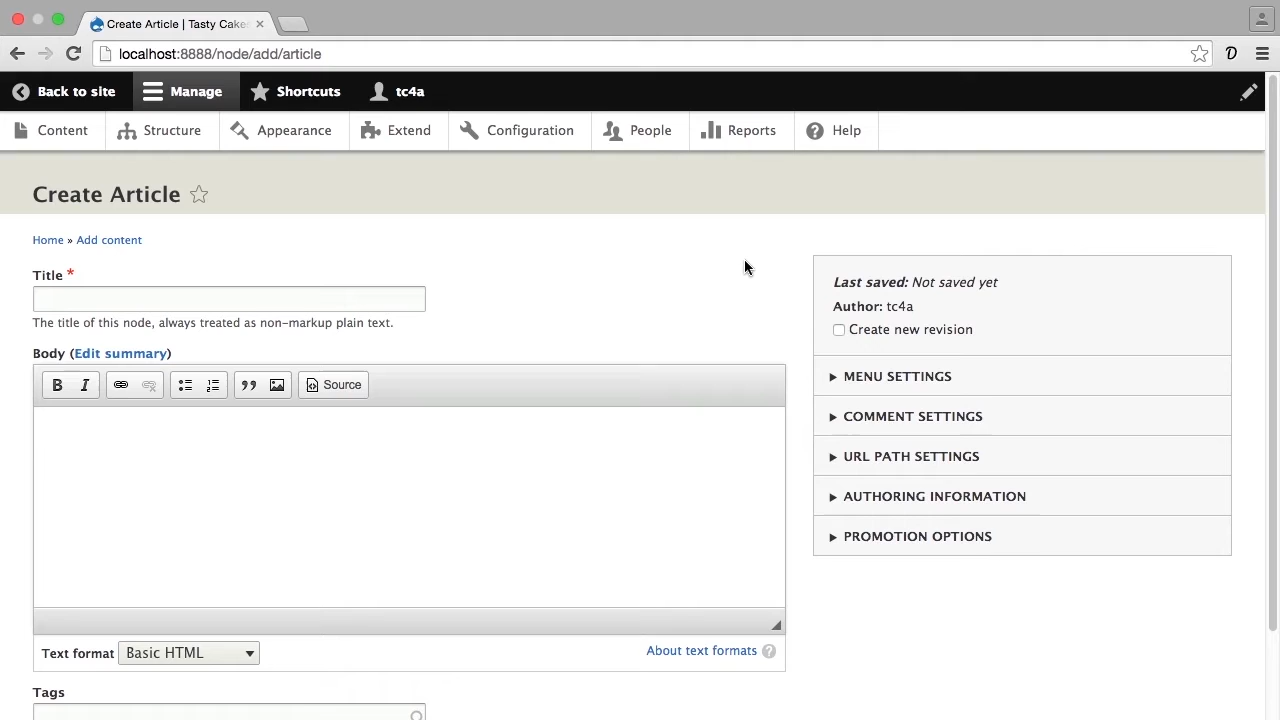 Create Article | Tasty Cake
localhost:8888/node/add/article
Back to site
Manage
Shortcuts
tc4a
Content
Structure
Appearance
Extend
Configuration
People
Reports
Help
Create Article
Home » Add content
Title *
The title of this node, always treated as non-markup plain text.
Body (Edit summary)
B I
Source
Text format Basic HTML
About text formats ?
Tags
Last saved: Not saved yet
Author: tc4a
Create new revision
MENU SETTINGS
COMMENT SETTINGS
URL PATH SETTINGS
AUTHORING INFORMATION
PROMOTION OPTIONS